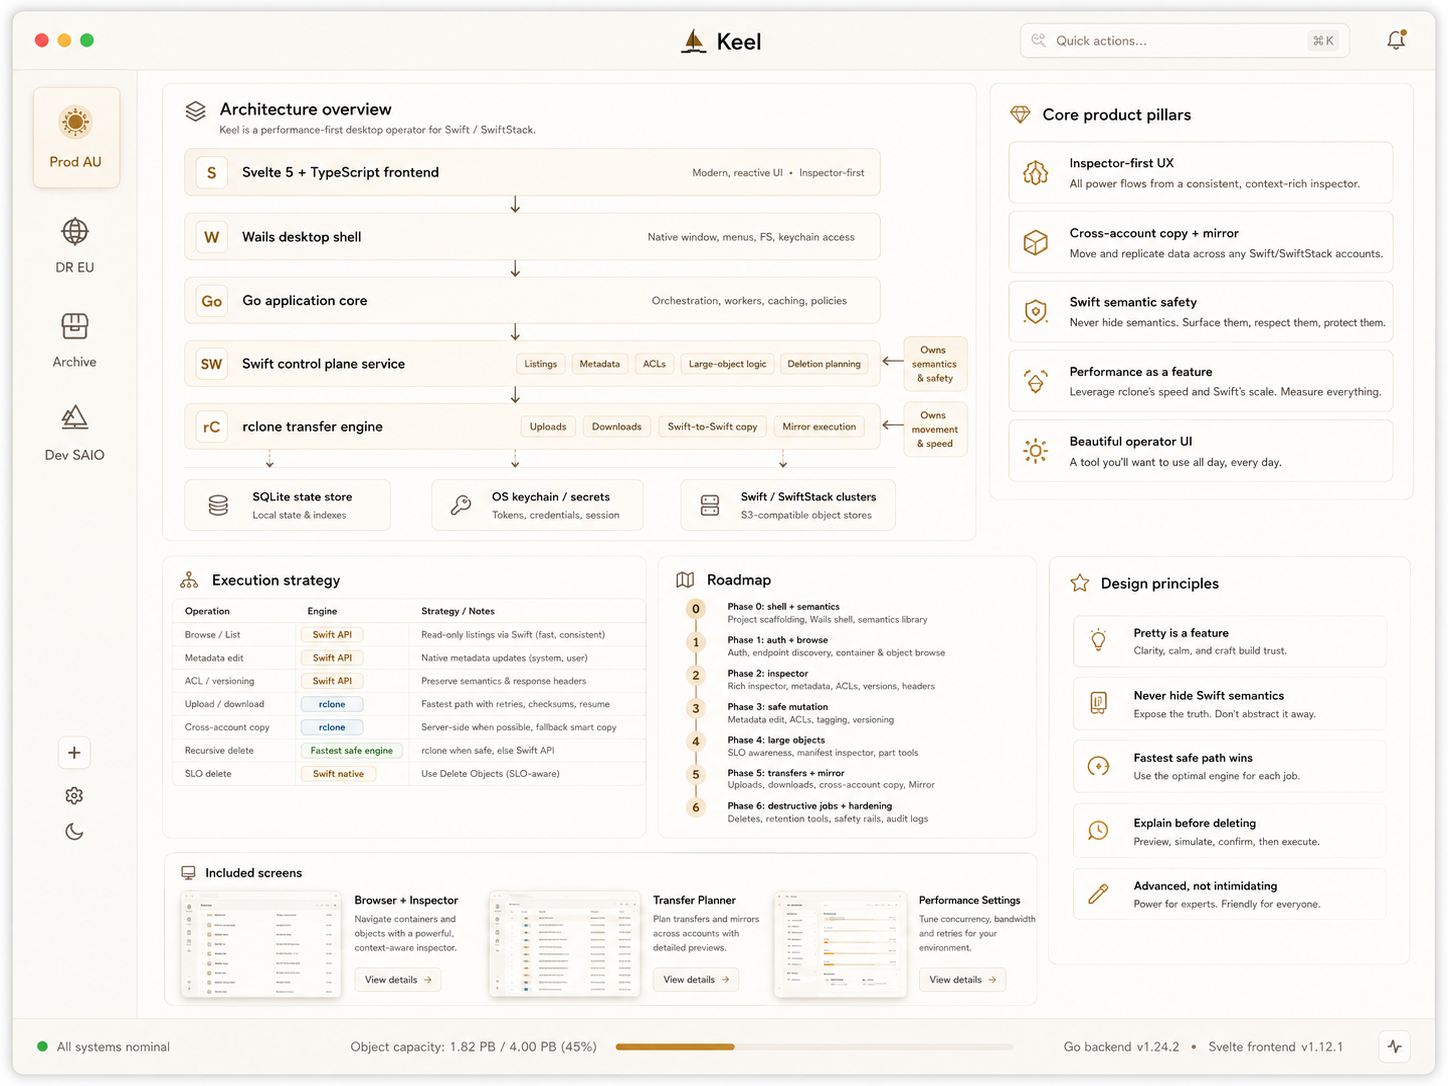 Keel
Quick actions...
⌘ K
Prod AU
DR EU
Archive
Dev SAIO
Architecture overview
Keel is a performance-first desktop operator for Swift / SwiftStack.
S
Svelte 5 + TypeScript frontend
Modern, reactive UI • Inspector-first
W
Wails desktop shell
Native window, menus, FS, keychain access
Go
Go application core
Orchestration, workers, caching, policies
SW
Swift control plane service
Listings
Metadata
ACLs
Large-object logic
Deletion planning
Owns
semantics
& safety
rC
rclone transfer engine
Uploads
Downloads
Swift-to-Swift copy
Mirror execution
Owns
movement
& speed
SQLite state store
Local state & indexes
OS keychain / secrets
Tokens, credentials, session
Swift / SwiftStack clusters
S3-compatible object stores
Core product pillars
Inspector-first UX
All power flows from a consistent, context-rich inspector.
Cross-account copy + mirror
Move and replicate data across any Swift/SwiftStack accounts.
Swift semantic safety
Never hide semantics. Surface them, respect them, protect them.
Performance as a feature
Leverage rclone's speed and Swift's scale. Measure everything.
Beautiful operator UI
A tool you'll want to use all day, every day.
Execution strategy
Operation Engine Strategy / Notes
Browse / List Swift API Read-only listings via Swift (fast, consistent)
Metadata edit Swift API Native metadata updates (system, user)
ACL / versioning Swift API Preserve semantics & response headers
Upload / download rclone Fastest path with retries, checksums, resume
Cross-account copy rclone Server-side when possible, fallback smart copy
Recursive delete Fastest safe engine rclone when safe, else Swift API
SLO delete Swift native Use Delete Objects (SLO-aware)
Roadmap
0
Phase 0: shell + semantics
Project scaffolding, Wails shell, semantics library
1
Phase 1: auth + browse
Auth, endpoint discovery, container & object browse
2
Phase 2: inspector
Rich inspector, metadata, ACLs, versions, headers
3
Phase 3: safe mutation
Metadata edit, ACLs, tagging, versioning
4
Phase 4: large objects
SLO awareness, manifest inspector, part tools
5
Phase 5: transfers + mirror
Uploads, downloads, cross-account copy, Mirror
6
Phase 6: destructive jobs + hardening
Deletes, retention tools, safety rails, audit logs
Design principles
Pretty is a feature
Clarity, calm, and craft build trust.
Never hide Swift semantics
Expose the truth. Don't abstract it away.
Fastest safe path wins
Use the optimal engine for each job.
Explain before deleting
Preview, simulate, confirm, then execute.
Advanced, not intimidating
Power for experts. Friendly for everyone.
Included screens
Browser + Inspector
Navigate containers and
objects with a powerful,
context-aware inspector.
View details →
Transfer Planner
Plan transfers and mirrors
across accounts with
detailed previews.
View details →
Performance Settings
Tune concurrency, bandwidth
and retries for your
environment.
View details →
All systems nominal
Object capacity: 1.82 PB / 4.00 PB (45%)
Go backend v1.24.2 • Svelte frontend v1.12.1